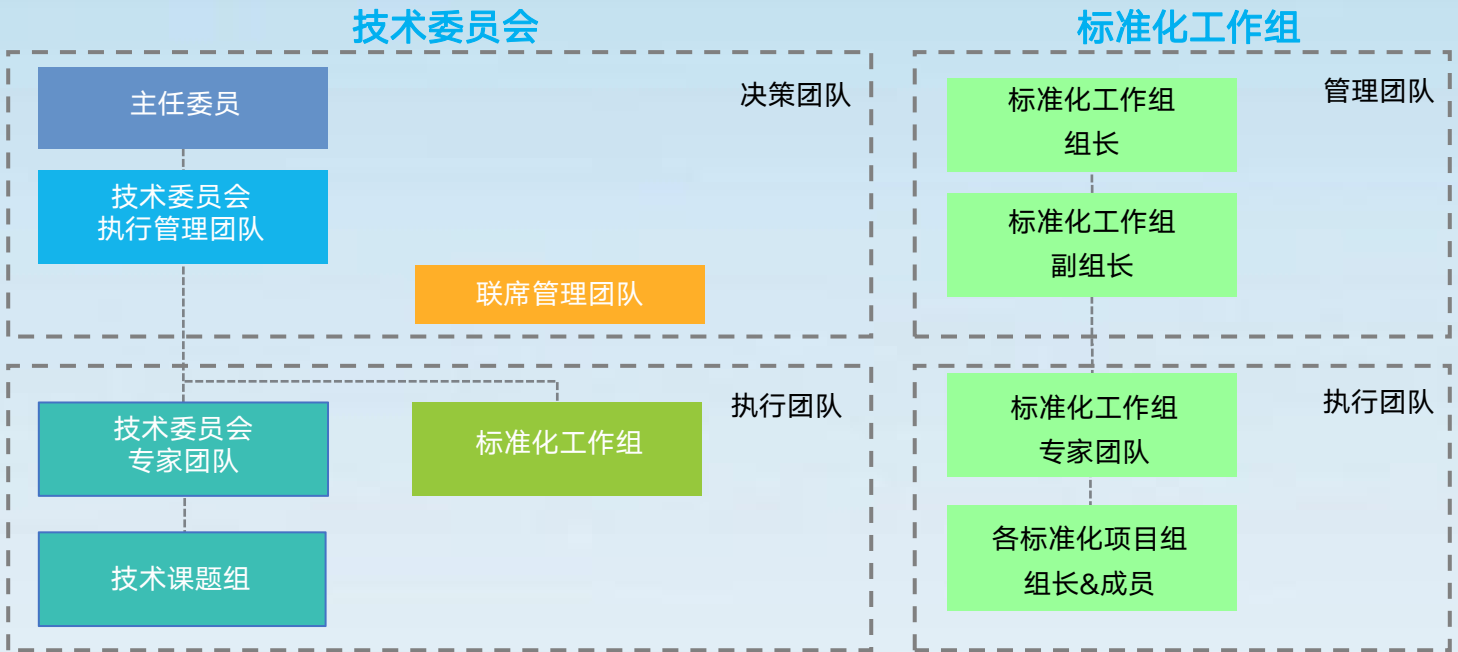 技术委员会
决策团队
主任委员
技术委员会
执行管理团队
联席管理团队
执行团队
技术委员会
专家团队
标准化工作组
技术课题组
标准化工作组
管理团队
标准化工作组
组长
标准化工作组
副组长
执行团队
标准化工作组
专家团队
各标准化项目组
组长&成员